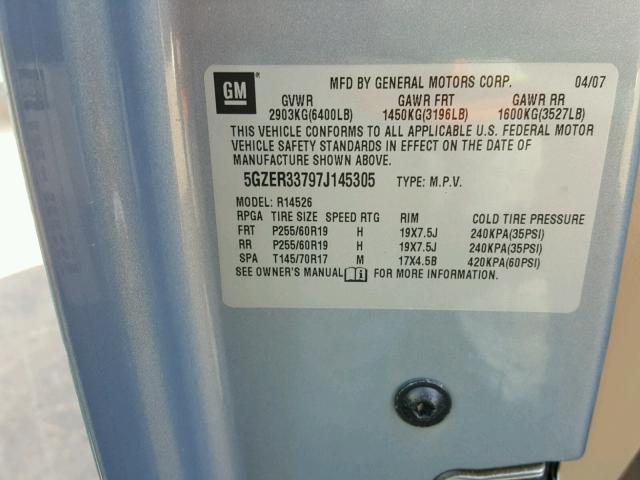 GM MFD BY GENERAL MOTORS CORP. 04/07
GVWR GAWR FRT GAWR RR
2903KG(6400LB) 1450KG(3196LB) 1600KG(3527LB)
THIS VEHICLE CONFORMS TO ALL APPLICABLE U.S. FEDERAL MOTOR
VEHICLE SAFETY STANDARDS IN EFFECT ON THE DATE OF
MANUFACTURE SHOWN ABOVE.
5GZER33797J145305 TYPE: M.P.V.
MODEL: R14526
RPGA TIRE SIZE SPEED RTG RIM COLD TIRE PRESSURE
FRT P255/60R19 H 19X7.5J 240KPA(35PSI)
RR P255/60R19 H 19X7.5J 240KPA(35PSI)
SPA T145/70R17 M 17X4.5B 420KPA(60PSI)
SEE OWNER'S MANUAL FOR MORE INFORMATION.